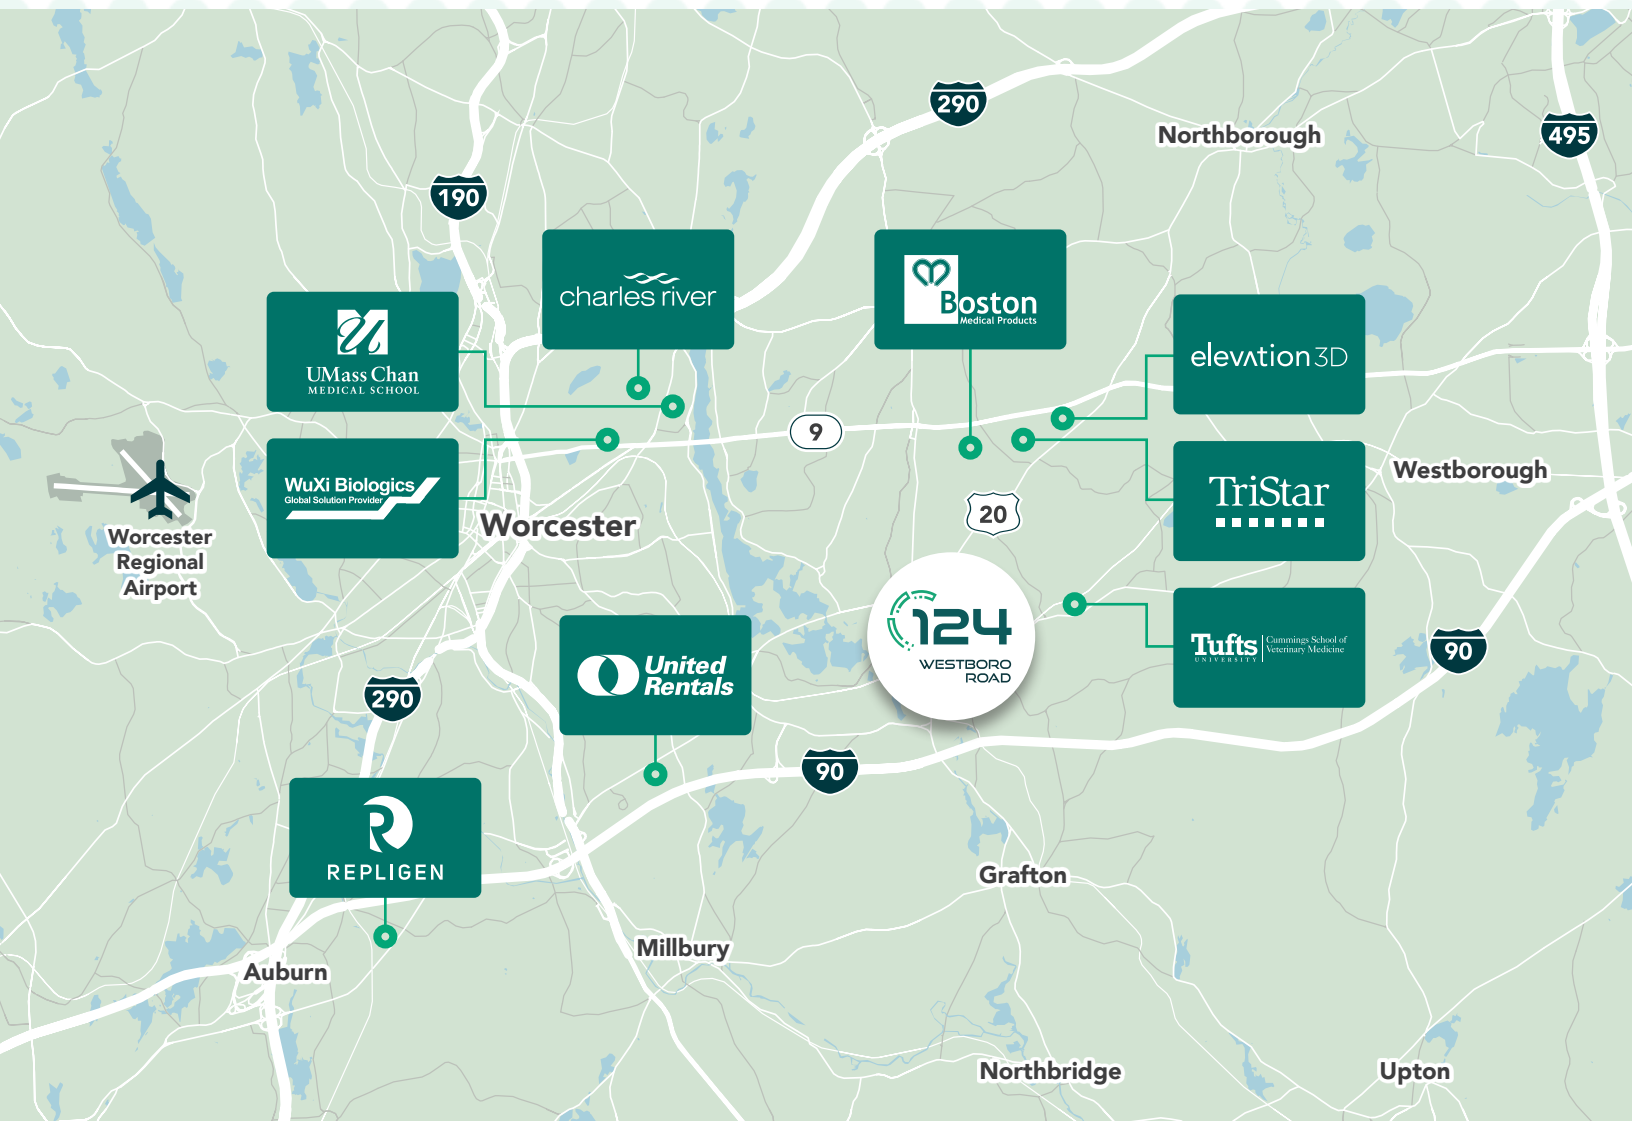 290
Northborough
495
190
charles river
Boston
Medical Products
UMass Chan
MEDICAL SCHOOL
elevation 3D
9
Westborough
WuXi Biologics
Global Solution Provider
TriStar
20
Worcester
Worcester
Regional
Airport
124
WESTBORO
ROAD
Tufts
UNIVERSITY
Cummings School of
Veterinary Medicine
90
United
Rentals
290
90
REPLIGEN
Grafton
Millbury
Auburn
Northbridge
Upton